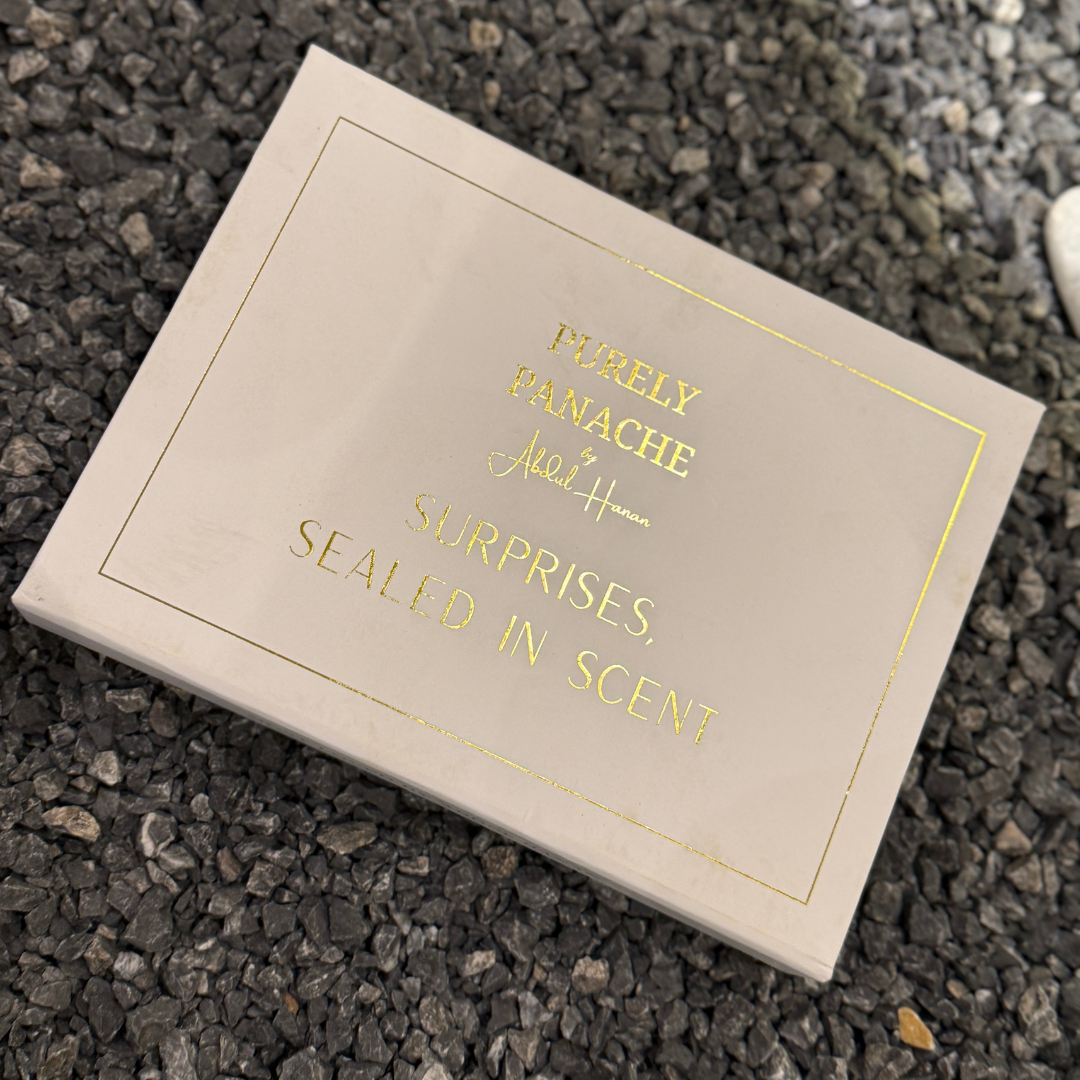 PURELY
PANACHE
by
Abdul Hanan
SURPRISES,
SEALED IN SCENT